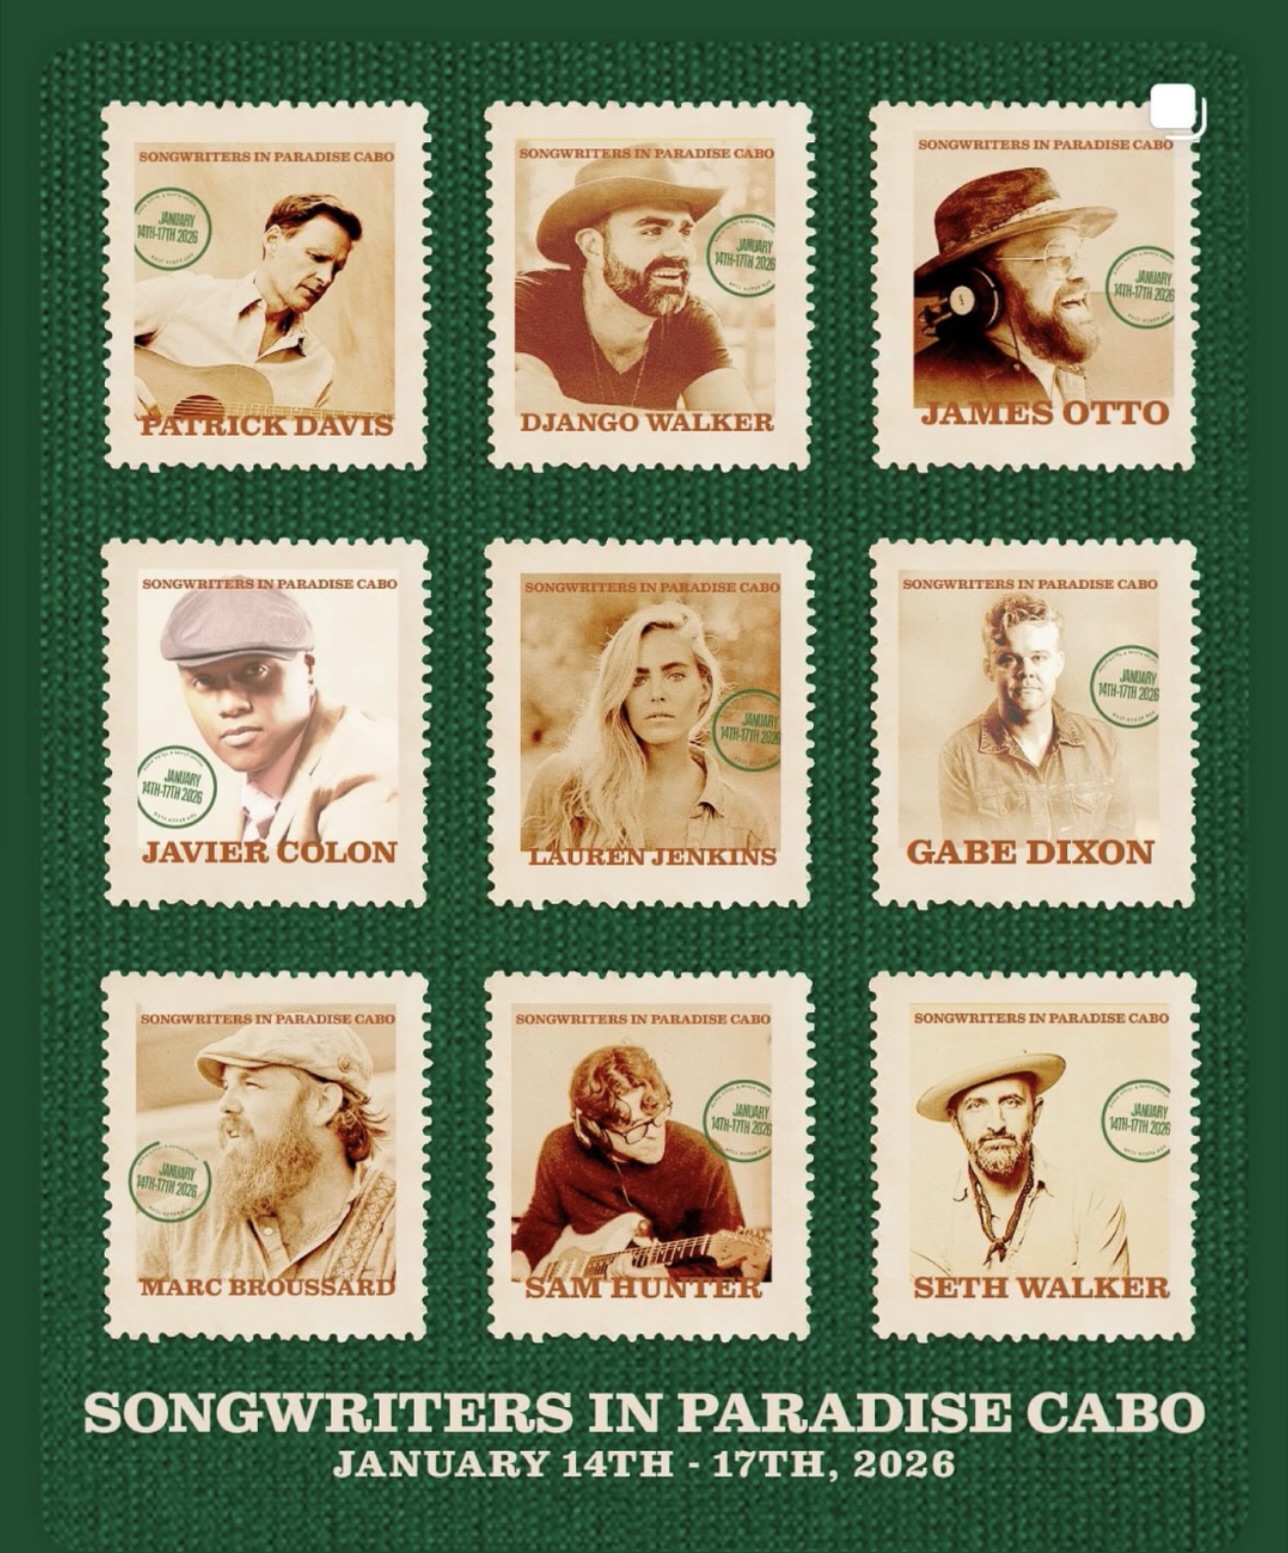 SONGWRITERS IN PARADISE CABO
JANUARY
14TH-17TH 2026
PATRICK DAVIS
SONGWRITERS IN PARADISE CABO
JANUARY
14TH-17TH 2026
DJANGO WALKER
SONGWRITERS IN PARADISE CABO
JANUARY
14TH-17TH 2026
JAMES OTTO
SONGWRITERS IN PARADISE CABO
JANUARY
14TH-17TH 2026
JAVIER COLON
SONGWRITERS IN PARADISE CABO
JANUARY
14TH-17TH 2026
LAUREN JENKINS
SONGWRITERS IN PARADISE CABO
JANUARY
14TH-17TH 2026
GABE DIXON
SONGWRITERS IN PARADISE CABO
JANUARY
14TH-17TH 2026
MARC BROUSSARD
SONGWRITERS IN PARADISE CABO
JANUARY
14TH-17TH 2026
SAM HUNTER
SONGWRITERS IN PARADISE CABO
JANUARY
14TH-17TH 2026
SETH WALKER
SONGWRITERS IN PARADISE CABO
JANUARY 14TH - 17TH, 2026